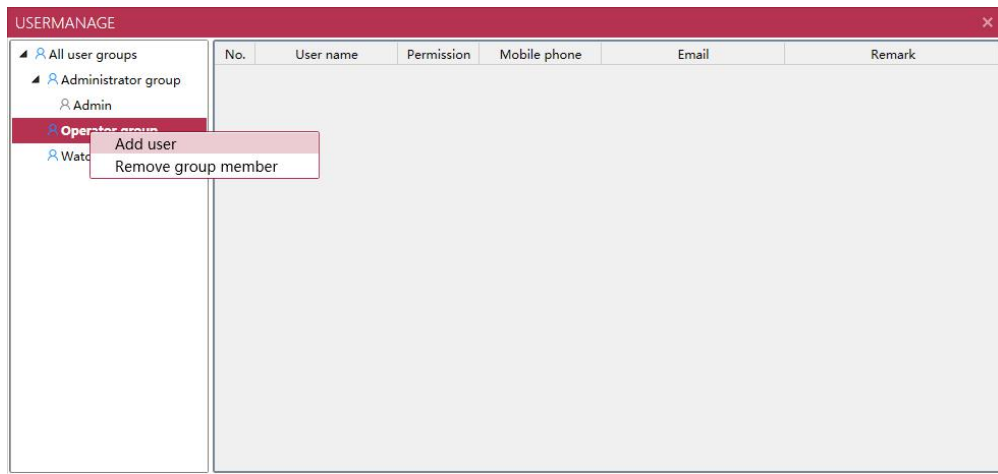 USERMANAGE
All user groups
Administrator group
Admin
Operator group
No. User name Permission Mobile phone Email Remark
Add user
Remove group member